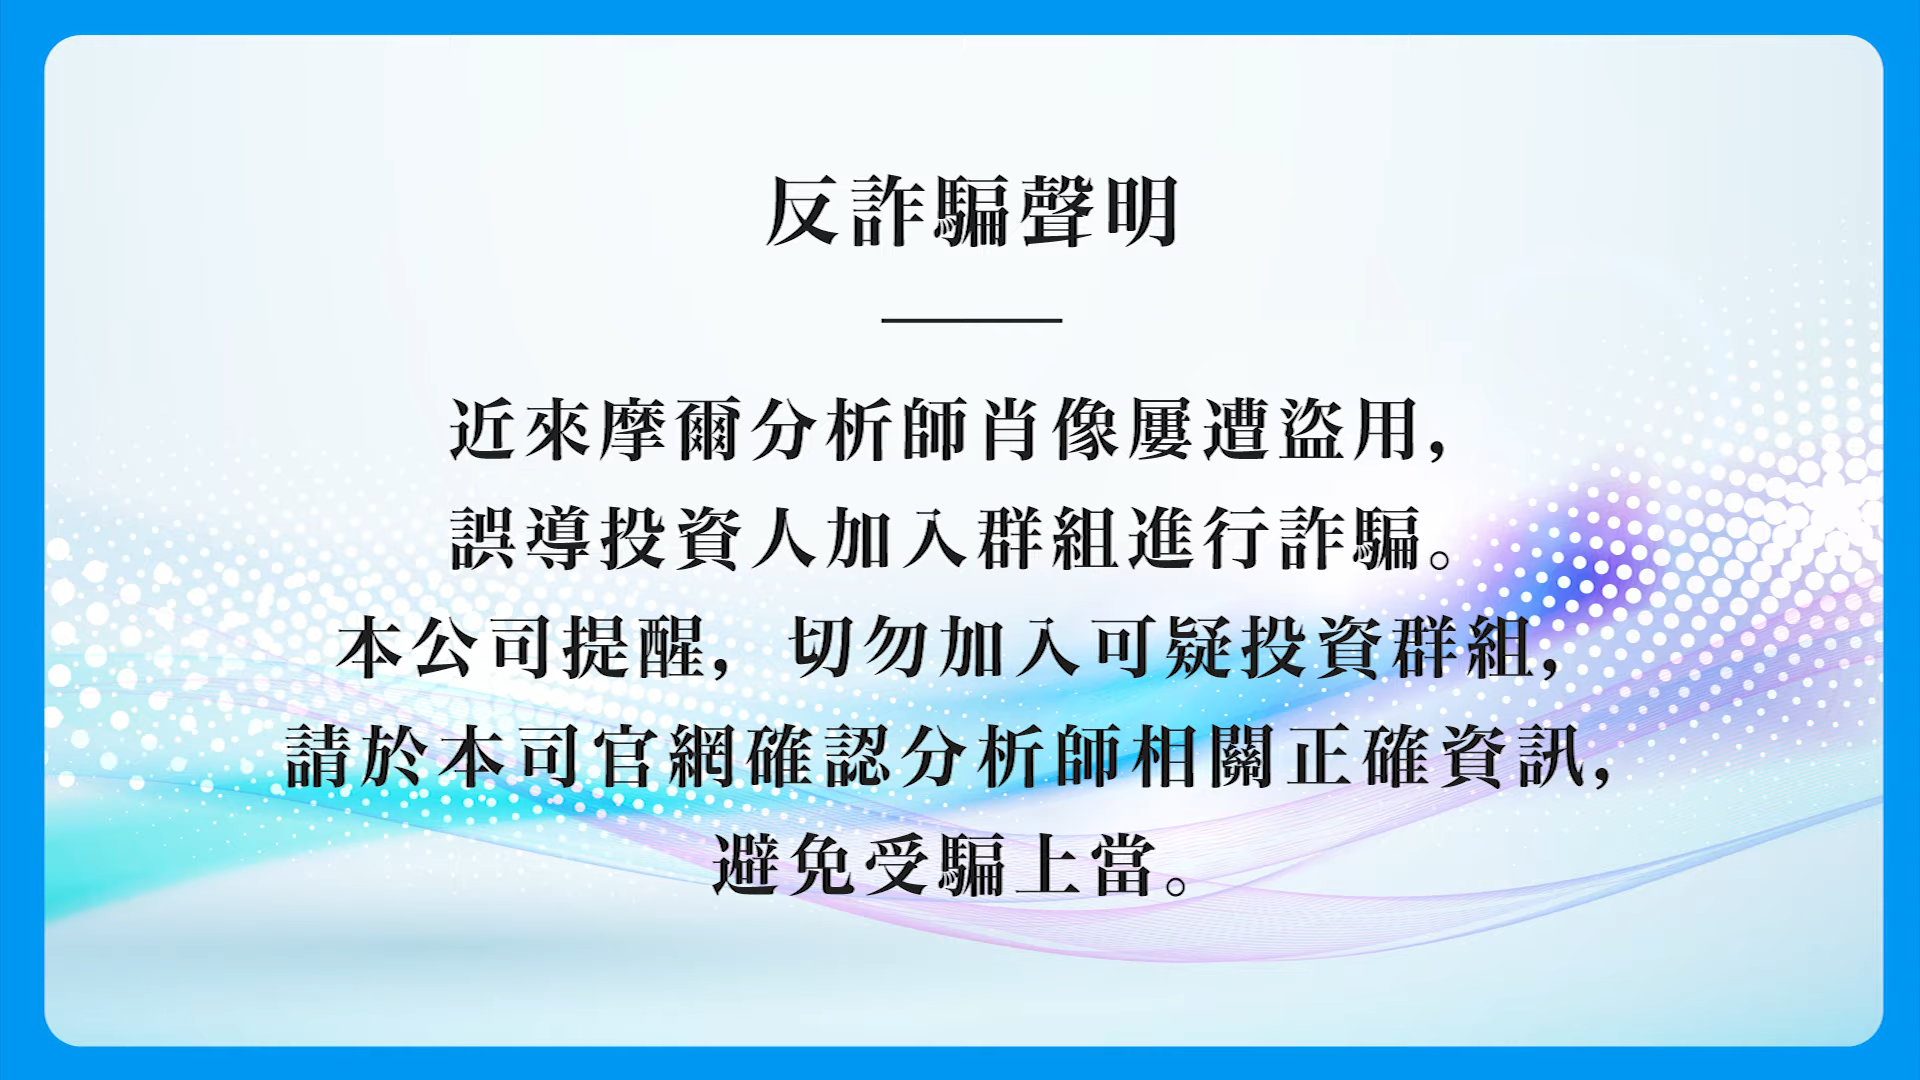 反詐騙聲明
近來摩爾分析師肖像屢遭盜用，
誤導投資人加入群組進行詐騙。
本公司提醒，切勿加入可疑投資群組，
請於本司官網確認分析師相關正確資訊，
避免受騙上當。